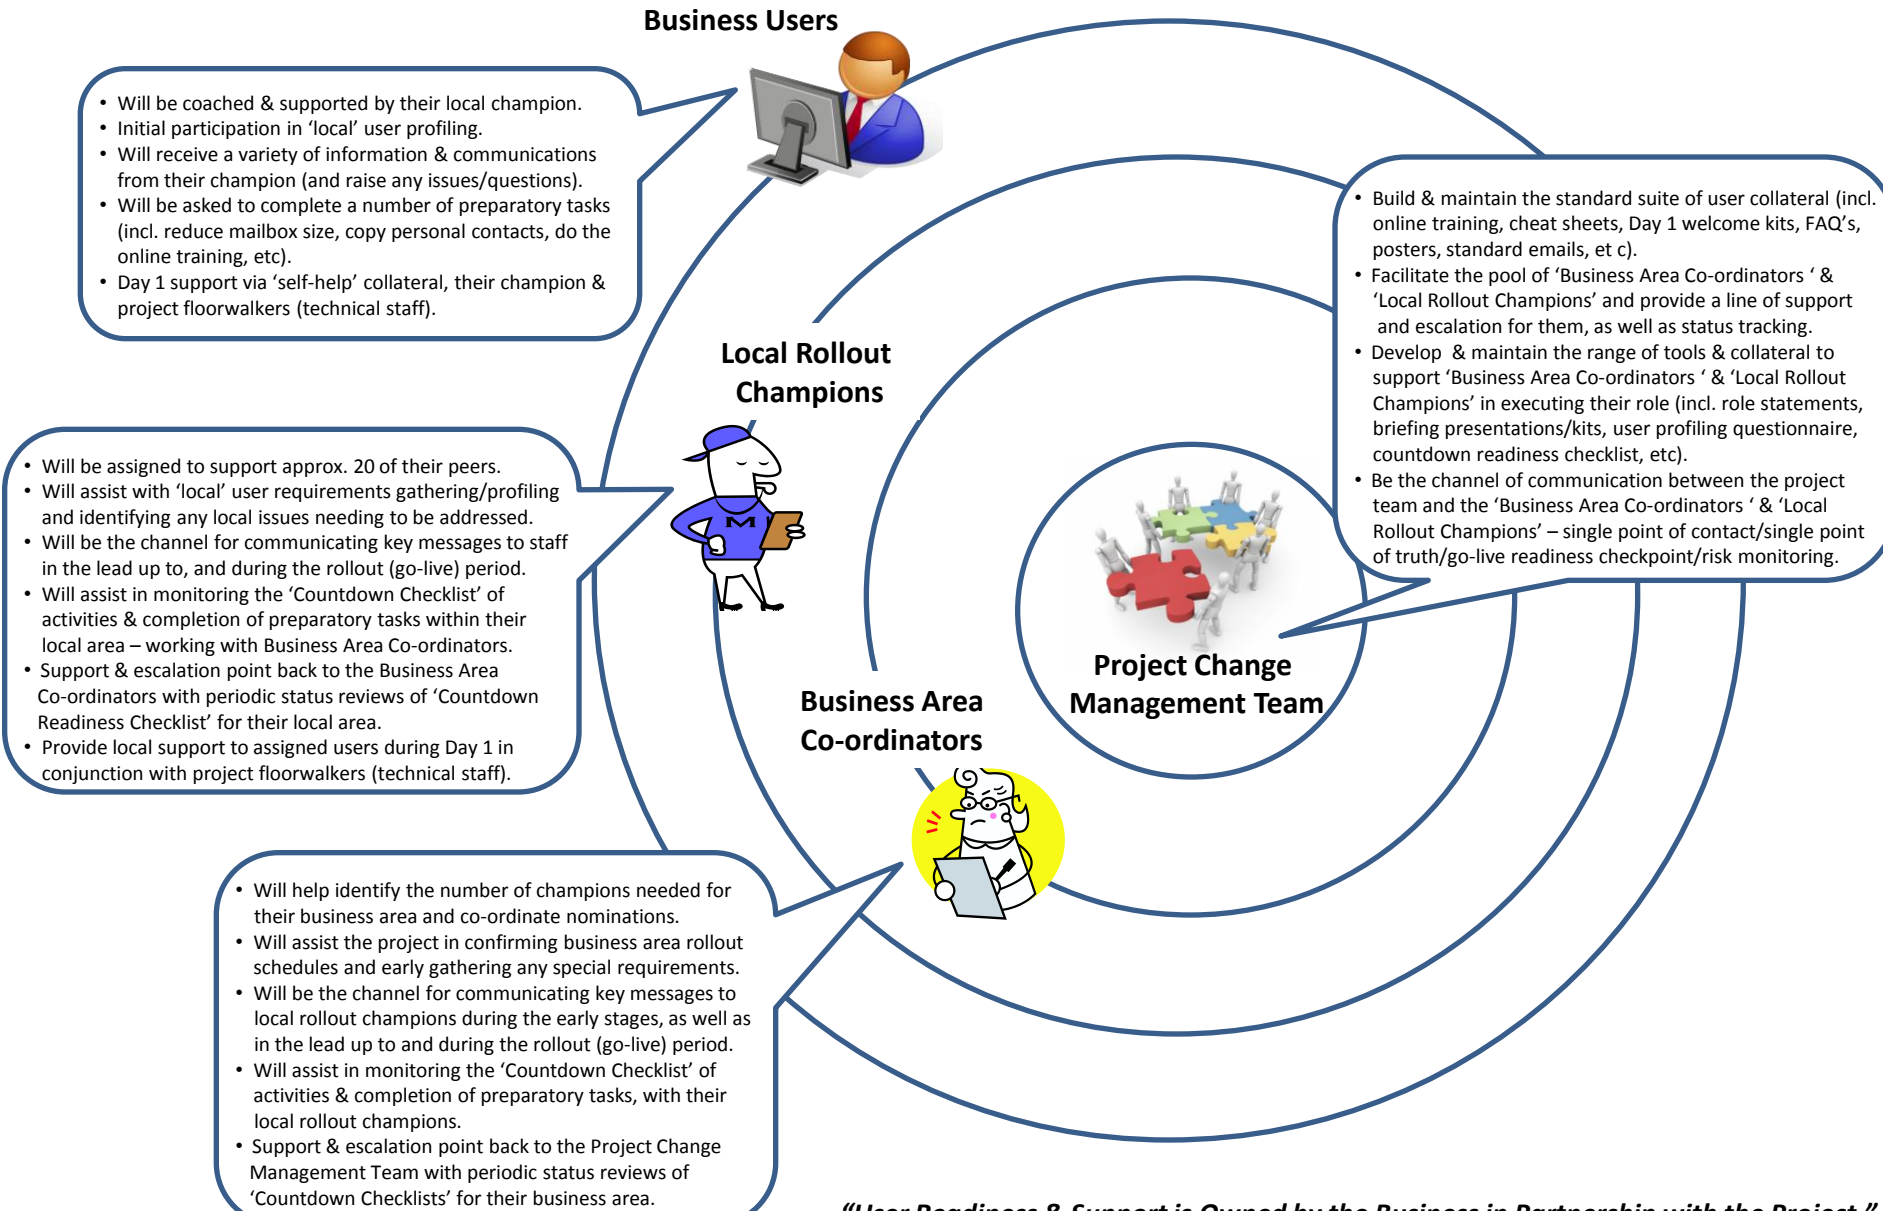 Business Users
• Will be coached & supported by their local champion.
• Initial participation in ‘local’ user profiling.
• Will receive a variety of information & communications
from their champion (and raise any issues/questions).
• Will be asked to complete a number of preparatory tasks
(incl. reduce mailbox size, copy personal contacts, do the
online training, etc).
• Day 1 support via ‘self-help’ collateral, their champion &
project floorwalkers (technical staff).
• Build & maintain the standard suite of user collateral (incl.
online training, cheat sheets, Day 1 welcome kits, FAQ’s,
posters, standard emails, et c).
• Facilitate the pool of ‘Business Area Co-ordinators ‘ &
‘Local Rollout Champions’ and provide a line of support
and escalation for them, as well as status tracking.
• Develop & maintain the range of tools & collateral to
support ‘Business Area Co-ordinators ‘ & ‘Local Rollout
Champions’ in executing their role (incl. role statements,
briefing presentations/kits, user profiling questionnaire,
countdown readiness checklist, etc).
• Be the channel of communication between the project
team and the ‘Business Area Co-ordinators ‘ & ‘Local
Rollout Champions’ – single point of contact/single point
of truth/go-live readiness checkpoint/risk monitoring.
Local Rollout
Champions
• Will be assigned to support approx. 20 of their peers.
• Will assist with ‘local’ user requirements gathering/profiling
and identifying any local issues needing to be addressed.
• Will be the channel for communicating key messages to staff
in the lead up to, and during the rollout (go-live) period.
• Will assist in monitoring the ‘Countdown Checklist’ of
activities & completion of preparatory tasks within their
local area – working with Business Area Co-ordinators.
• Support & escalation point back to the Business Area
Co-ordinators with periodic status reviews of ‘Countdown
Readiness Checklist’ for their local area.
• Provide local support to assigned users during Day 1 in
conjunction with project floorwalkers (technical staff).
M
Project Change
Management Team
Business Area
Co-ordinators
• Will help identify the number of champions needed for
their business area and co-ordinate nominations.
• Will assist the project in confirming business area rollout
schedules and early gathering any special requirements.
• Will be the channel for communicating key messages to
local rollout champions during the early stages, as well as
in the lead up to and during the rollout (go-live) period.
• Will assist in monitoring the ‘Countdown Checklist’ of
activities & completion of preparatory tasks, with their
local rollout champions.
• Support & escalation point back to the Project Change
Management Team with periodic status reviews of
‘Countdown Checklists’ for their business area.
“User Readiness & Support is Owned by the Business in Partnership with the Project.”